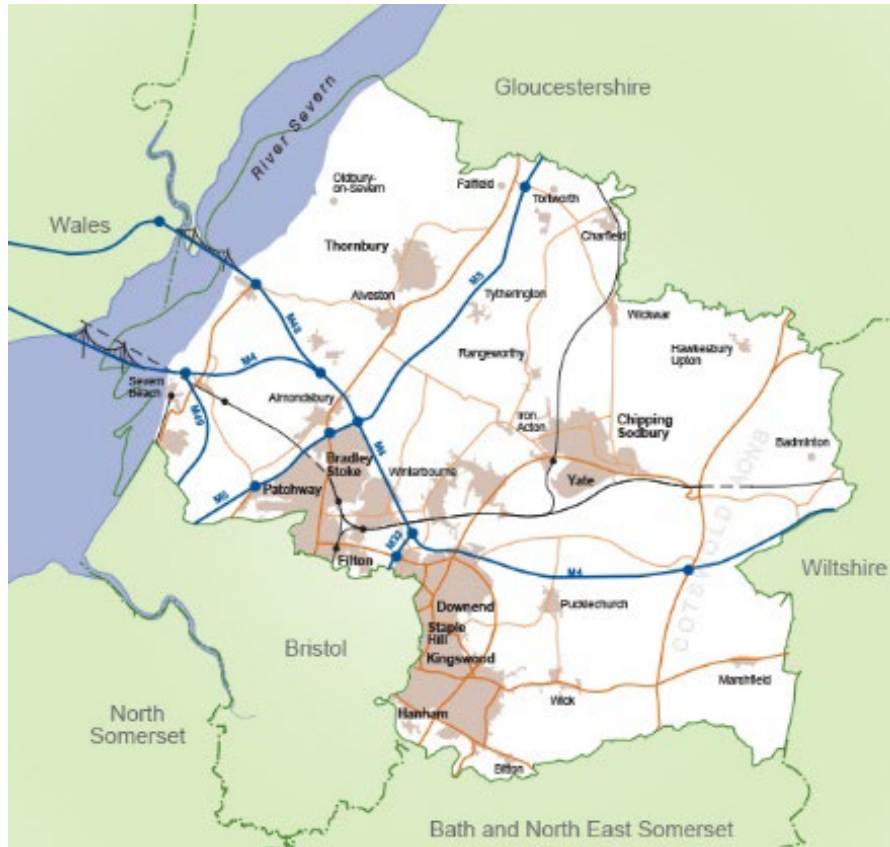 Gloucestershire
River Severn
Oldbury-
on-Severn
Falfield
Tortworth
Wales
Charfield
Thornbury
M5
Alveston
Tytherington
Wickwar
M48
Rangeworthy
Hawkesbury
Upton
M4
Severn
Beach
Almondsbury
M49
Iron
Acton
Chipping
Sodbury
Badminton
Bradley
Stoke
M4
Winterbourne
Yate
Patchway
M5
COTSWOLD AONB
M32
Filton
M4
Wiltshire
Downend
Pucklechurch
Staple
Hill
Bristol
Kingswood
Marshfield
Wick
North
Somerset
Hanham
Bitton
Bath and North East Somerset